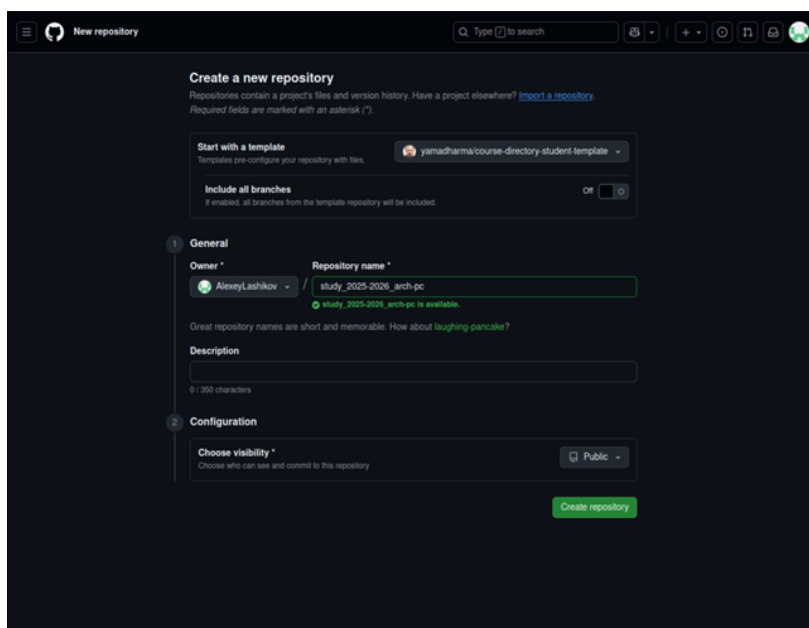 New repository
Type / to search
Create a new repository
Repositories contain a project's files and version history. Have a project elsewhere? Import a repository.
Required fields are marked with an asterisk (*).
Start with a template
Templates pre-configure your repository with files.
yamadharma/course-directory-student-template
Include all branches
If enabled, all branches from the template repository will be included.
Off
1 General
Owner *
Repository name *
AlexeyLashikov / study_2025-2026_arch-pc
study_2025-2026_arch-pc is available.
Great repository names are short and memorable. How about laughing-pancake?
Description
0 / 350 characters
2 Configuration
Choose visibility *
Choose who can see and commit to this repository
Public
Create repository